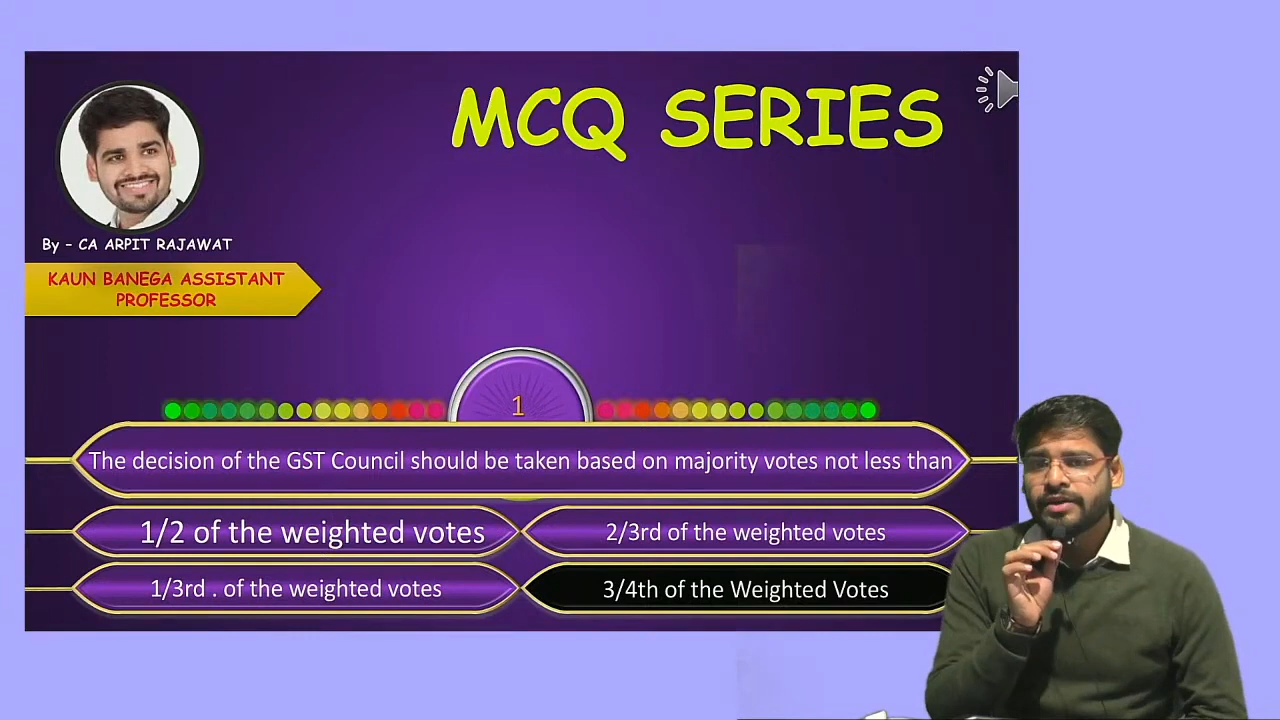 MCQ SERIES
By - CA ARPIT RAJAWAT
KAUN BANEGA ASSISTANT
PROFESSOR
1
The decision of the GST Council should be taken based on majority votes not less than
1/2 of the weighted votes
2/3rd of the weighted votes
1/3rd . of the weighted votes
3/4th of the Weighted Votes